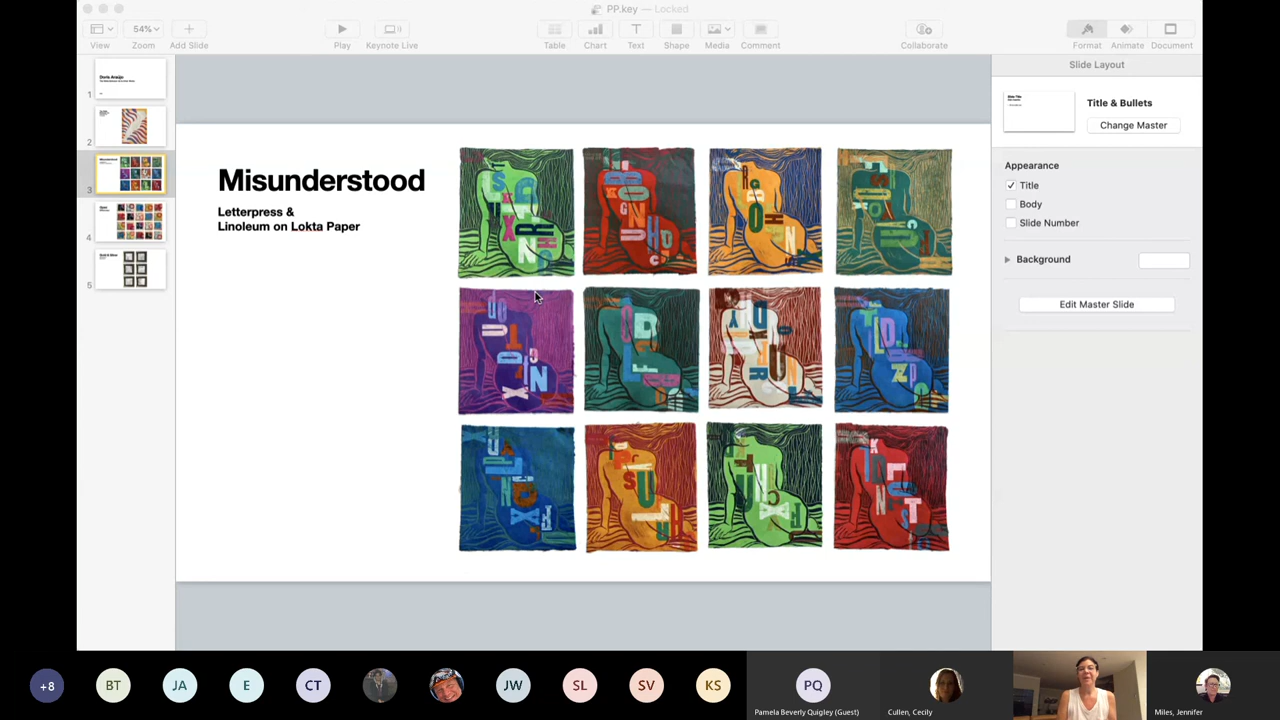 PP.key — Locked
54%
View
Zoom
Add Slide
Play
Keynote Live
Table
Chart
Text
Shape
Media
Comment
Collaborate
Format
Animate
Document
Slide Layout
Title & Bullets
Change Master
Appearance
Title
Body
Slide Number
Background
Edit Master Slide
1
2
3
4
5
Misunderstood
Letterpress &
Linoleum on Lokta Paper
+8
BT
JA
E
CT
JW
SL
SV
KS
PQ
Pamela Beverly Quigley (Guest)
Cullen, Cecily
Miles, Jennifer